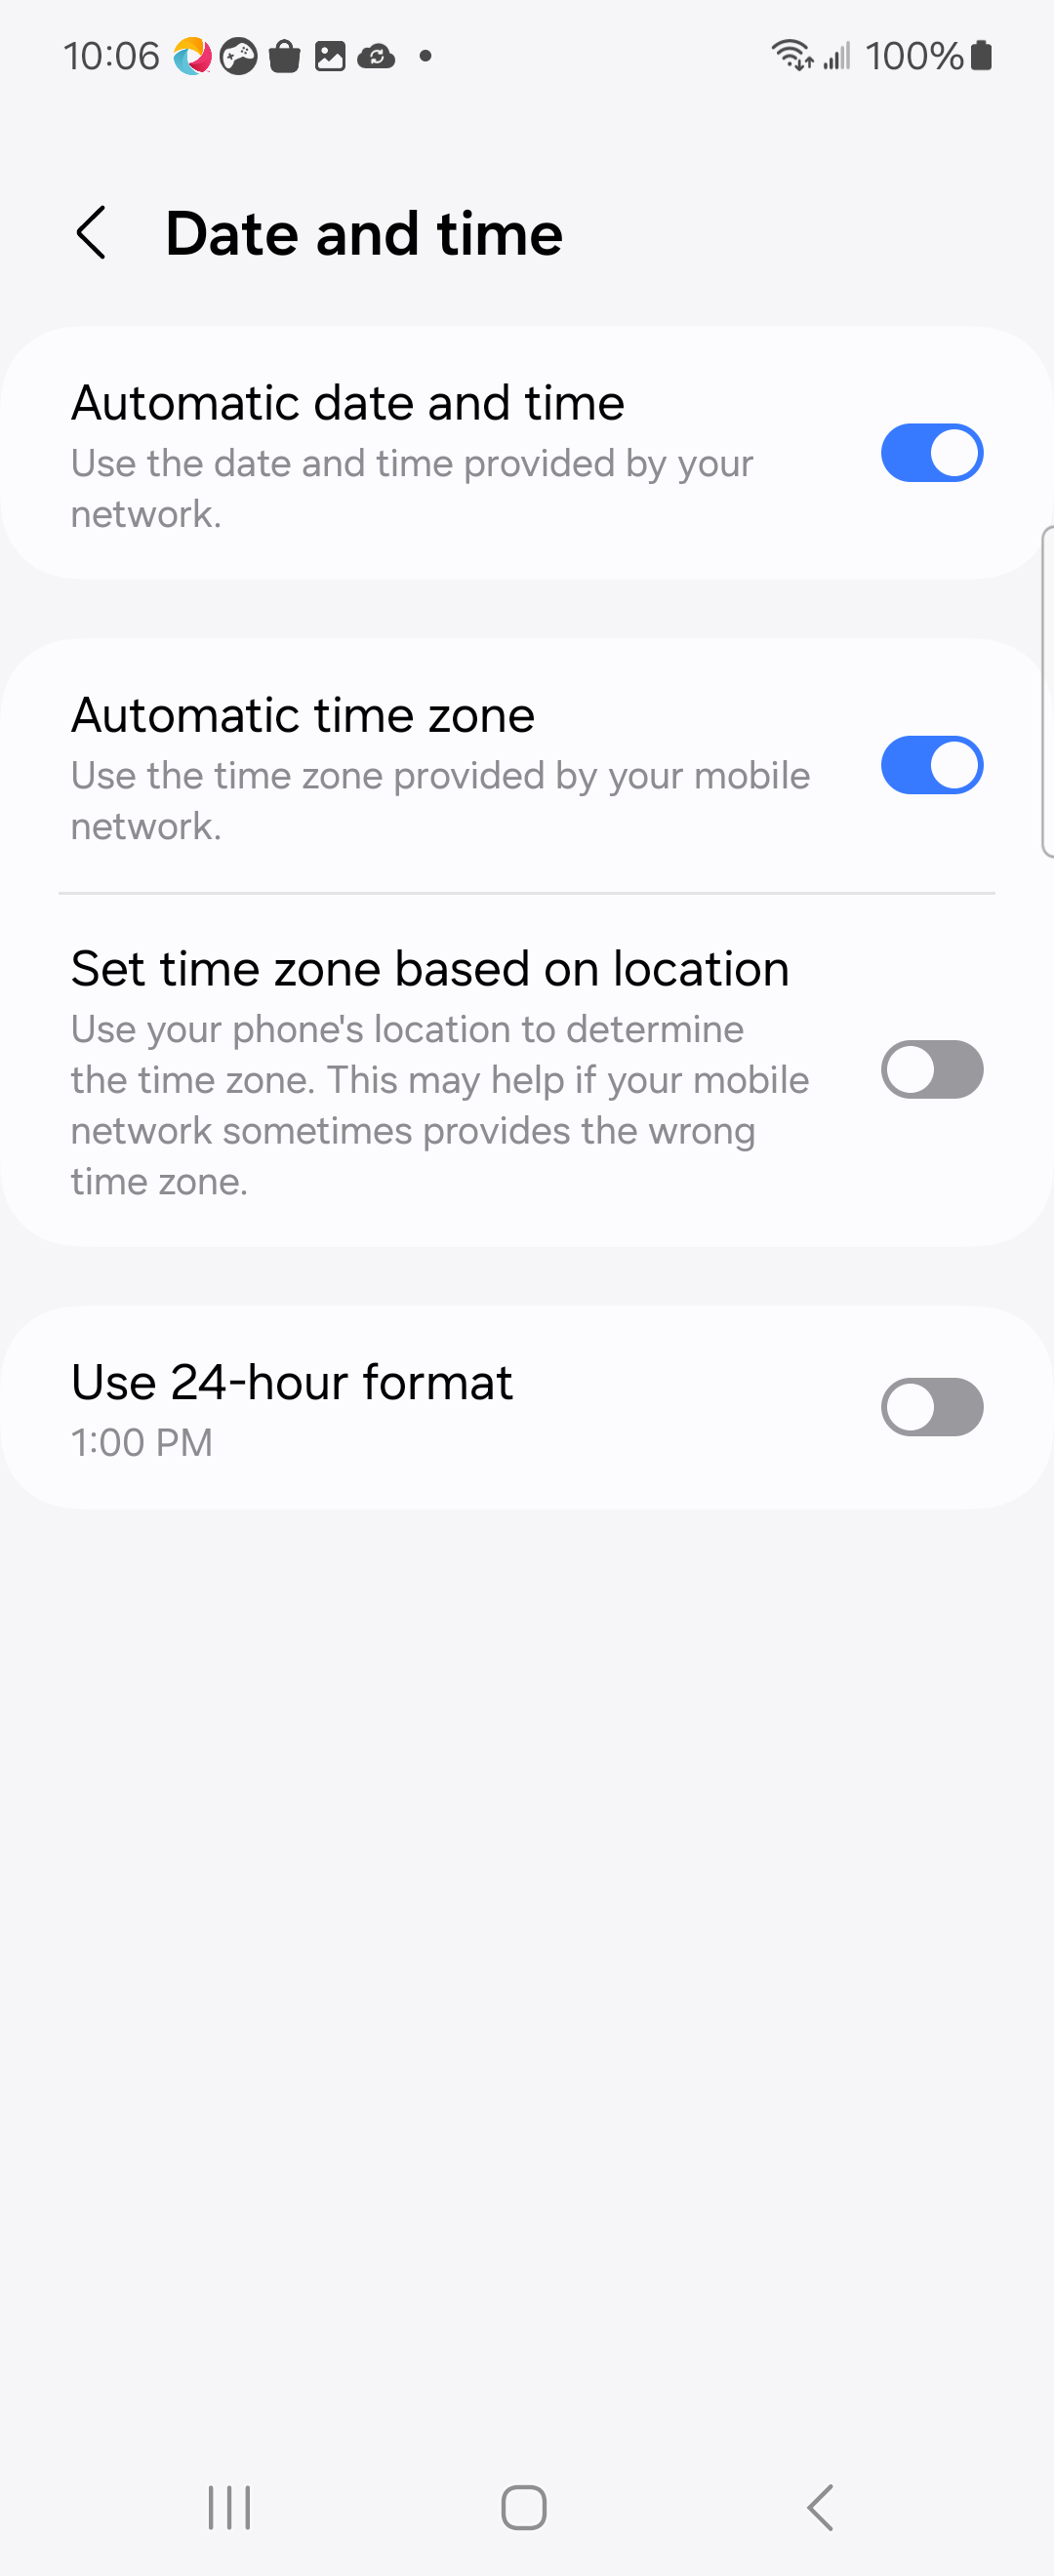 10:06 100%
Date and time
Automatic date and time
Use the date and time provided by your
network.
Automatic time zone
Use the time zone provided by your mobile
network.
Set time zone based on location
Use your phone's location to determine
the time zone. This may help if your mobile
network sometimes provides the wrong
time zone.
Use 24-hour format
1:00 PM